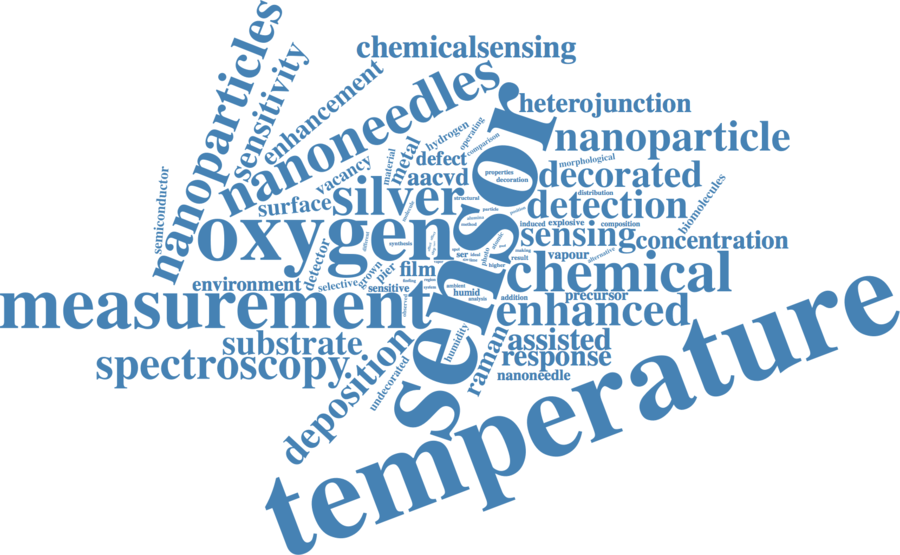 nanoparticles
sensitivity
chemicalsensing
enhancement
nanoneedles
sensor
heterojunction
nanoparticle
hydrogen
operating
comparison
metal
material
defect
vacancy
aacvd
morphological
properties
decoration
decorated
semiconductor
biomolecules
silver
surface
structural
distribution
detection
particle
oxygen
induced
explosive
composition
sensing
concentration
synthesis
detector
different
method
atomic
photo
result
vapour
alternative
ser
ideal
higher
film
pier
grown
selective
sensitive
environment
chemical
measurement
ambient
humid
analysis
addition
precursor
enhanced
temperature
humidity
raman
assisted
response
nanoneedle
substrate
spectroscopy
deposition
undecorated